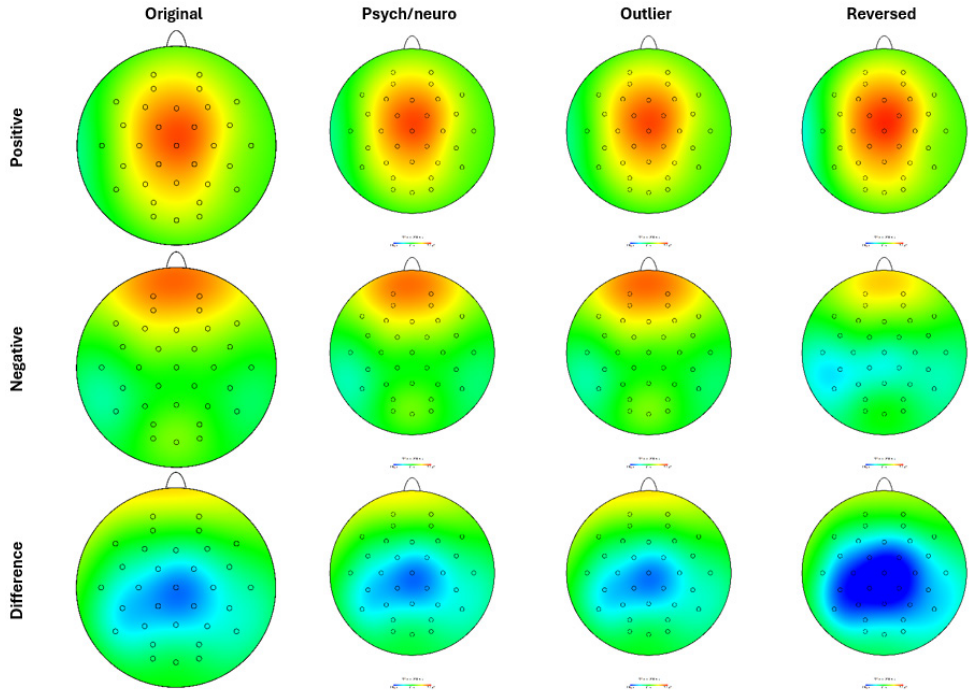 Original
Psych/neuro
Outlier
Reversed
Positive
Negative
Difference